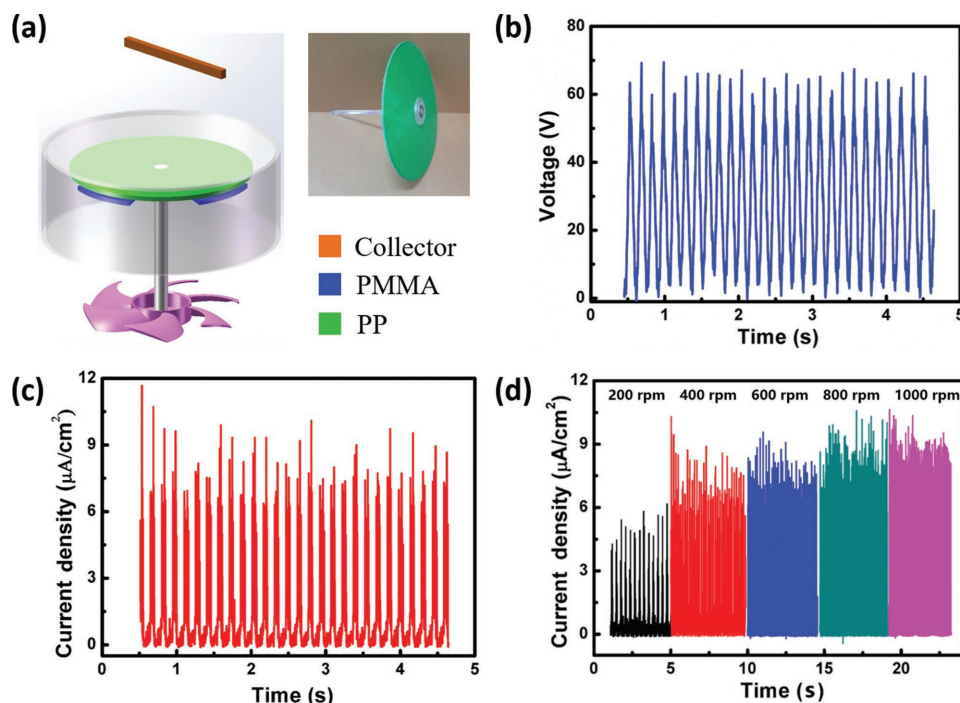 (a)
Collector
PMMA
PP
(b)
80
60
40
20
0
Voltage (V)
0 1 2 3 4 5
Time (s)
(c)
12
9
6
3
0
Current density (μA/cm²)
0 1 2 3 4 5
Time (s)
(d)
12
9
6
3
0
Current density (μA/cm²)
200 rpm 400 rpm 600 rpm 800 rpm 1000 rpm
0 5 10 15 20
Time (s)